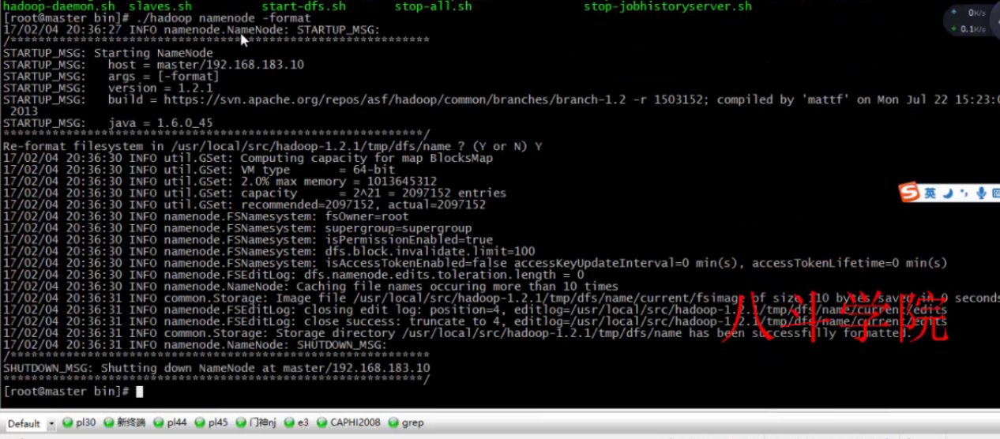 hadoop-daemon.sh slaves.sh start-dfs.sh stop-all.sh stop-jobhistoryserver.sh
[root@master bin]# ./hadoop namenode -format
17/02/04 20:36:27 INFO namenode.NameNode: STARTUP_MSG:
/************************************************************
STARTUP_MSG: Starting NameNode
STARTUP_MSG:   host = master/192.168.183.10
STARTUP_MSG:   args = [-format]
STARTUP_MSG:   version = 1.2.1
STARTUP_MSG:   build = https://svn.apache.org/repos/asf/hadoop/common/branches/branch-1.2 -r 1503152; compiled by 'mattf' on Mon Jul 22 15:23:0
2013
STARTUP_MSG:   java = 1.6.0_45
************************************************************/
Re-format filesystem in /usr/local/src/hadoop-1.2.1/tmp/dfs/name ? (Y or N) Y
17/02/04 20:36:30 INFO util.GSet: Computing capacity for map BlocksMap
17/02/04 20:36:30 INFO util.GSet: VM type       = 64-bit
17/02/04 20:36:30 INFO util.GSet: 2.0% max memory = 1013645312
17/02/04 20:36:30 INFO util.GSet: capacity      = 2^21 = 2097152 entries
17/02/04 20:36:30 INFO util.GSet: recommended=2097152, actual=2097152
17/02/04 20:36:30 INFO namenode.FSNamesystem: fsOwner=root
17/02/04 20:36:30 INFO namenode.FSNamesystem: supergroup=supergroup
17/02/04 20:36:30 INFO namenode.FSNamesystem: isPermissionEnabled=true
17/02/04 20:36:30 INFO namenode.FSNamesystem: dfs.block.invalidate.limit=100
17/02/04 20:36:30 INFO namenode.FSNamesystem: isAccessTokenEnabled=false accessKeyUpdateInterval=0 min(s), accessTokenLifetime=0 min(s)
17/02/04 20:36:30 INFO namenode.FSEditLog: dfs.namenode.edits.toleration.length = 0
17/02/04 20:36:30 INFO namenode.NameNode: Caching file names occuring more than 10 times
17/02/04 20:36:31 INFO common.Storage: Image file /usr/local/src/hadoop-1.2.1/tmp/dfs/name/current/fsimage of size 110 bytes saved in 0 seconds
17/02/04 20:36:31 INFO namenode.FSEditLog: closing edit log: position=4, editlog=/usr/local/src/hadoop-1.2.1/tmp/dfs/name/current/edits
17/02/04 20:36:31 INFO namenode.FSEditLog: close success: truncate to 4, editlog=/usr/local/src/hadoop-1.2.1/tmp/dfs/name/current/edits
17/02/04 20:36:31 INFO common.Storage: Storage directory /usr/local/src/hadoop-1.2.1/tmp/dfs/name has been successfully formatted.
17/02/04 20:36:31 INFO namenode.NameNode: SHUTDOWN_MSG:
/************************************************************
SHUTDOWN_MSG: Shutting down NameNode at master/192.168.183.10
************************************************************/
[root@master bin]#
0K/s
0.1K/s
S 英
八斗学院
Default pl30 新终端 pl44 pl45 门神nj e3 CAPHI2008 grep